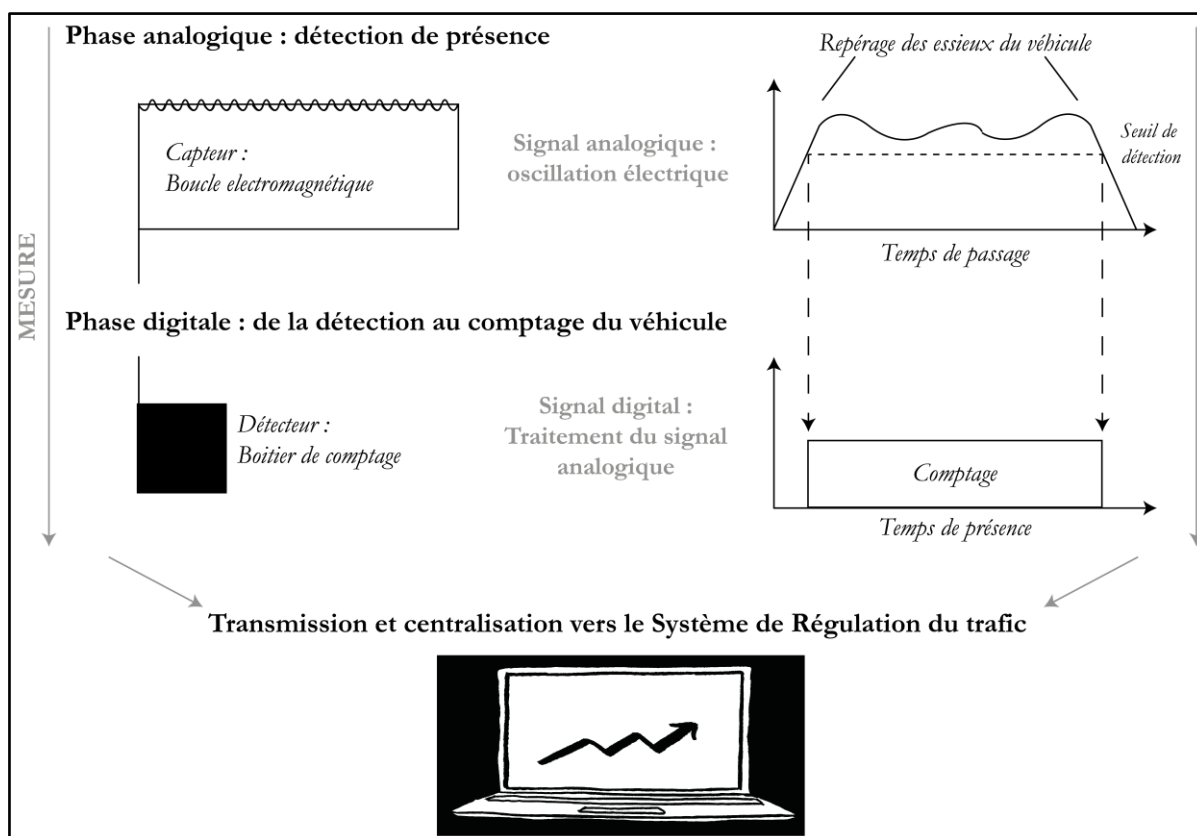 Phase analogique : détection de présence
Repérage des essieux du véhicule
Capteur :
Boucle electromagnétique
Signal analogique :
oscillation électrique
Seuil de
détection
Temps de passage
MESURE
Phase digitale : de la détection au comptage du véhicule
Détecteur :
Boitier de comptage
Signal digital :
Traitement du signal
analogique
Comptage
Temps de présence
Transmission et centralisation vers le Système de Régulation du trafic